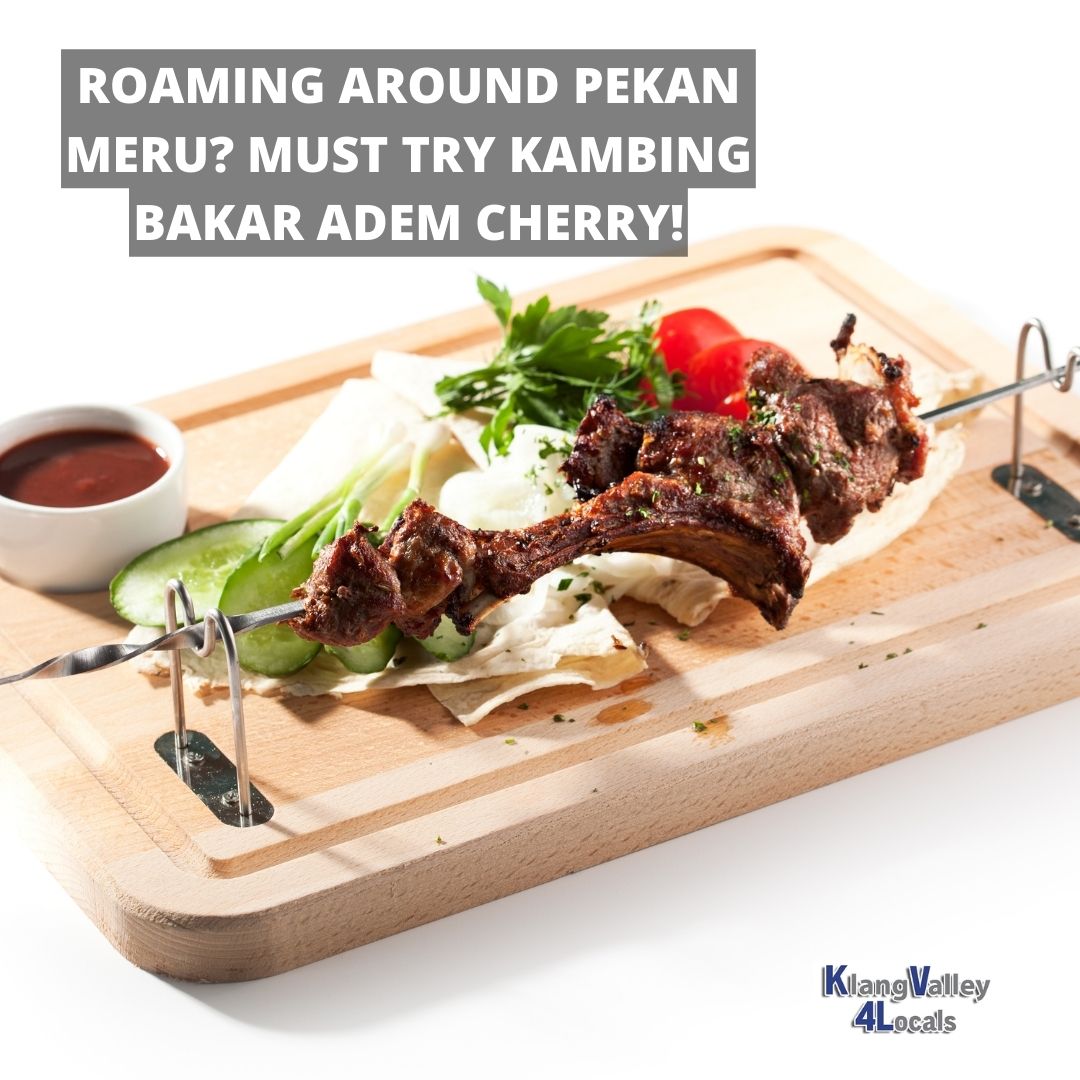 ROAMING AROUND PEKAN
MERU? MUST TRY KAMBING
BAKAR ADEM CHERRY!
KlangValley
4Locals